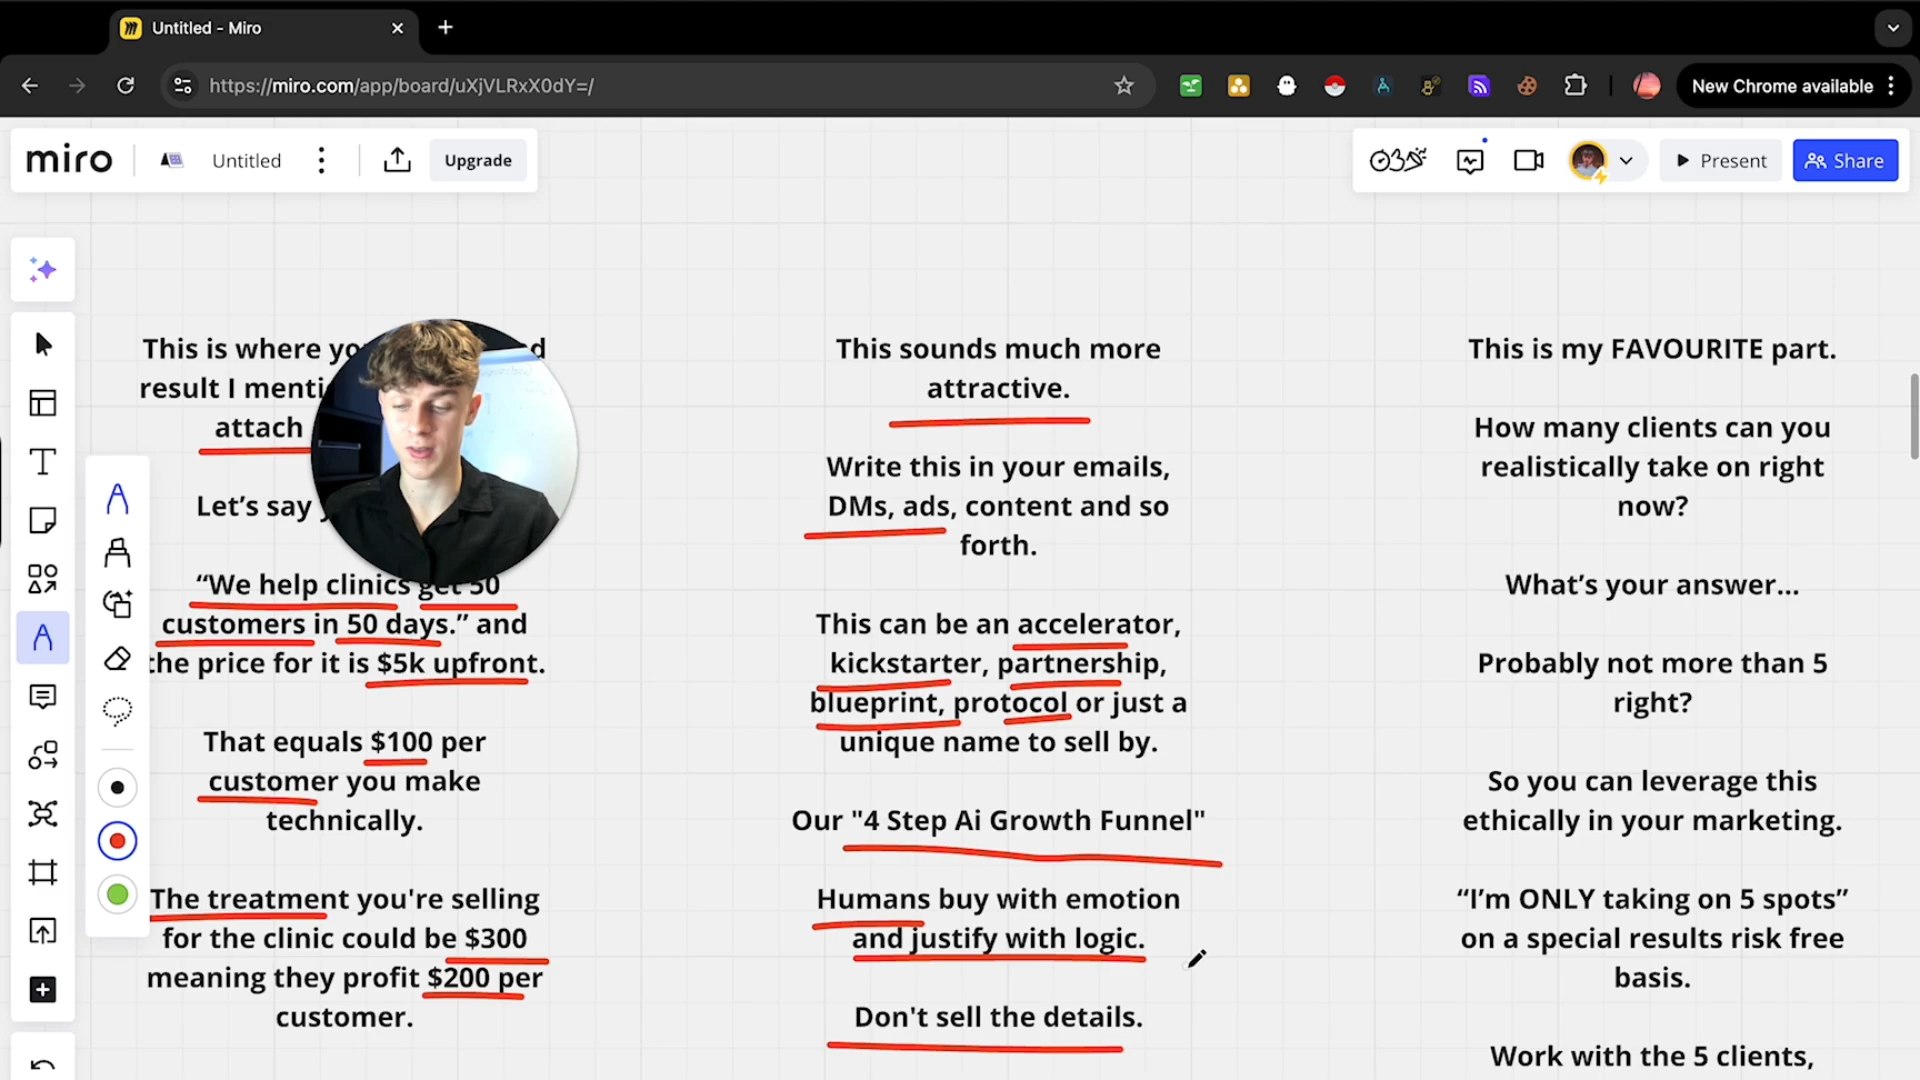 Untitled - Miro
https://miro.com/app/board/uXjVLRxX0dY=/
New Chrome available
miro
Untitled
Upgrade
Present
Share
This is where
result I
attach
Let's say
"We help clinics get 50
customers in 50 days." and
the price for it is $5k upfront.
That equals $100 per
customer you make
technically.
The treatment you're selling
for the clinic could be $300
meaning they profit $200 per
customer.
This sounds much more
attractive.
Write this in your emails,
DMs, ads, content and so
forth.
This can be an accelerator,
kickstarter, partnership,
blueprint, protocol or just a
unique name to sell by.
Our "4 Step Ai Growth Funnel"
Humans buy with emotion
and justify with logic.
Don't sell the details.
This is my FAVOURITE part.
How many clients can you
realistically take on right
now?
What's your answer...
Probably not more than 5
right?
So you can leverage this
ethically in your marketing.
“I'm ONLY taking on 5 spots”
on a special results risk free
basis.
Work with the 5 clients,